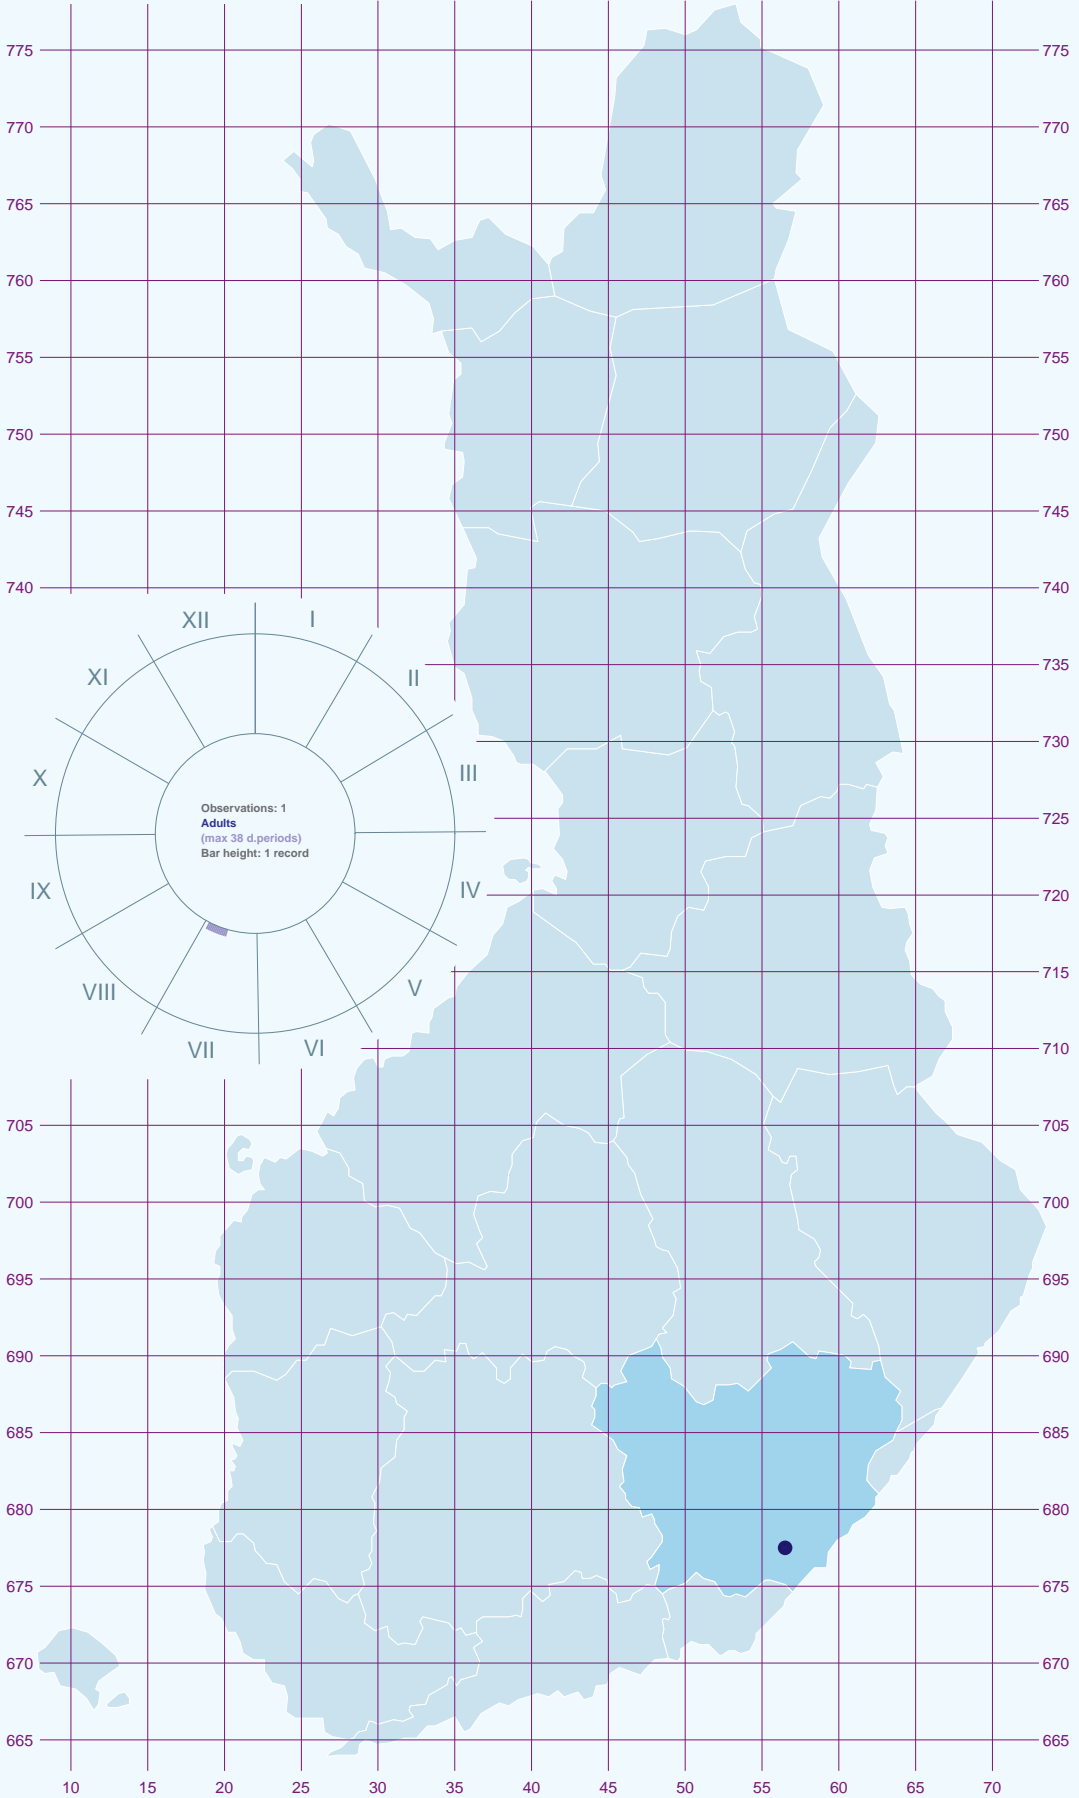 775 775
770 770
765 765
760 760
755 755
750 750
745 745
740 740
XII I
XI II
735
730
X III
Observations: 1
Adults
(max 38 d.periods)
Bar height: 1 record
725
IX IV
720
VIII V
715
VII VI
710
705 705
700 700
695 695
690 690
685 685
680 680
675 675
670 670
665 665
10 15 20 25 30 35 40 45 50 55 60 65 70